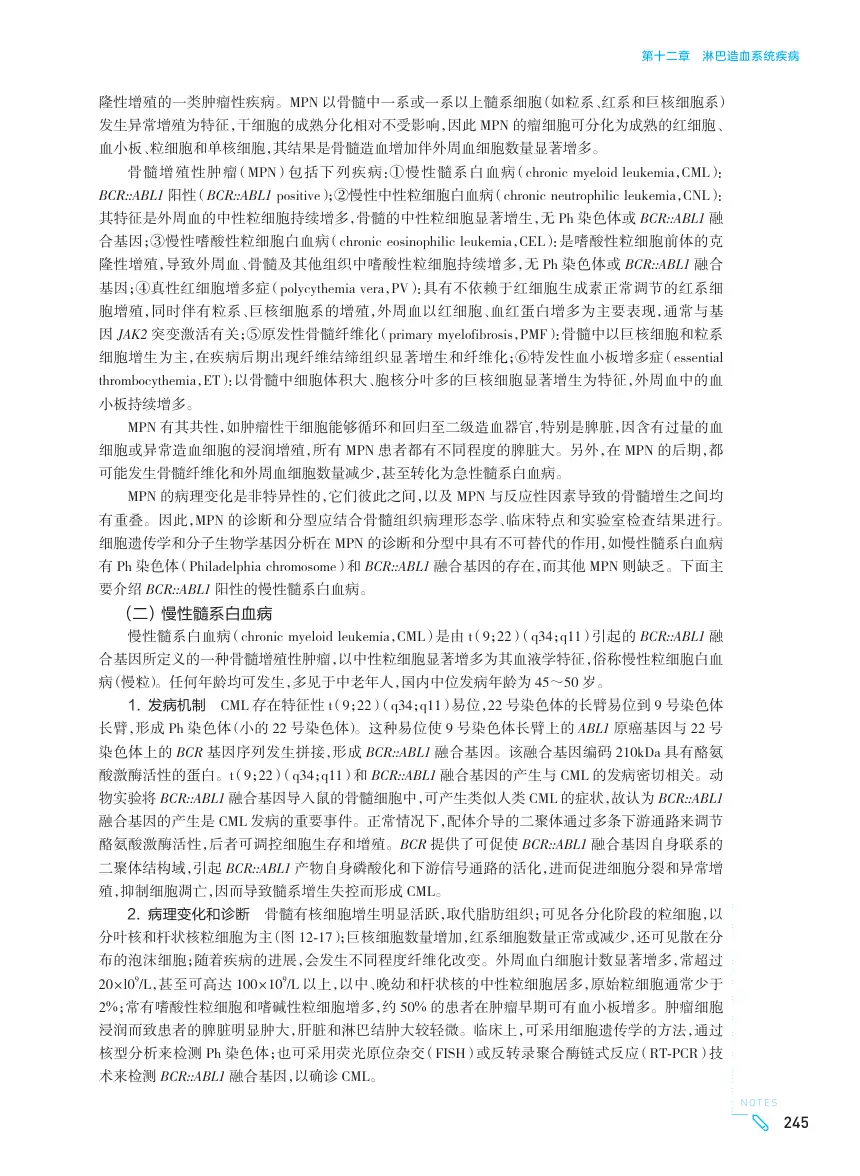 第十二章　淋巴造血系统疾病
隆性增殖的一类肿瘤性疾病。MPN 以骨髓中一系或一系以上髓系细胞（如粒系、红系和巨核细胞系）
发生异常增殖为特征，干细胞的成熟分化相对不受影响，因此 MPN 的瘤细胞可分化为成熟的红细胞、
血小板、粒细胞和单核细胞，其结果是骨髓造血增加伴外周血细胞数量显著增多。
骨髓增殖性肿瘤（MPN）包括下列疾病：①慢性髓系白血病（chronic myeloid leukemia，CML）：
BCR::ABL1 阳性（BCR::ABL1 positive）；②慢性中性粒细胞白血病（chronic neutrophilic leukemia，CNL）：
其特征是外周血的中性粒细胞持续增多，骨髓的中性粒细胞显著增生，无 Ph 染色体或 BCR::ABL1 融
合基因；③慢性嗜酸性粒细胞白血病（chronic eosinophilic leukemia，CEL）：是嗜酸性粒细胞前体的克
隆性增殖，导致外周血、骨髓及其他组织中嗜酸性粒细胞持续增多，无 Ph 染色体或 BCR::ABL1 融合
基因；④真性红细胞增多症（polycythemia vera，PV）：具有不依赖于红细胞生成素正常调节的红系细
胞增殖，同时伴有粒系、巨核细胞系的增殖，外周血以红细胞、血红蛋白增多为主要表现，通常与基
因 JAK2 突变激活有关；⑤原发性骨髓纤维化（primary myelofibrosis，PMF）：骨髓中以巨核细胞和粒系
细胞增生为主，在疾病后期出现纤维结缔组织显著增生和纤维化；⑥特发性血小板增多症（essential
thrombocythemia，ET）：以骨髓中细胞体积大、胞核分叶多的巨核细胞显著增生为特征，外周血中的血
小板持续增多。
MPN 有其共性，如肿瘤性干细胞能够循环和回归至二级造血器官，特别是脾脏，因含有过量的血
细胞或异常造血细胞的浸润增殖，所有 MPN 患者都有不同程度的脾脏大。另外，在 MPN 的后期，都
可能发生骨髓纤维化和外周血细胞数量减少，甚至转化为急性髓系白血病。
MPN 的病理变化是非特异性的，它们彼此之间，以及 MPN 与反应性因素导致的骨髓增生之间均
有重叠。因此，MPN 的诊断和分型应结合骨髓组织病理形态学、临床特点和实验室检查结果进行。
细胞遗传学和分子生物学基因分析在 MPN 的诊断和分型中具有不可替代的作用，如慢性髓系白血病
有 Ph 染色体（Philadelphia chromosome）和 BCR::ABL1 融合基因的存在，而其他 MPN 则缺乏。下面主
要介绍 BCR::ABL1 阳性的慢性髓系白血病。
（二）慢性髓系白血病
慢性髓系白血病（chronic myeloid leukemia，CML）是由 t（9；22）（q34；q11）引起的 BCR::ABL1 融
合基因所定义的一种骨髓增殖性肿瘤，以中性粒细胞显著增多为其血液学特征，俗称慢性粒细胞白血
病（慢粒）。任何年龄均可发生，多见于中老年人，国内中位发病年龄为 45～50 岁。
1. 发病机制　CML 存在特征性 t（9；22）（q34；q11）易位，22 号染色体的长臂易位到 9 号染色体
长臂，形成 Ph 染色体（小的 22 号染色体）。这种易位使 9 号染色体长臂上的 ABL1 原癌基因与 22 号
染色体上的 BCR 基因序列发生拼接，形成 BCR::ABL1 融合基因。该融合基因编码 210kDa 具有酪氨
酸激酶活性的蛋白。t（9；22）（q34；q11）和 BCR::ABL1 融合基因的产生与 CML 的发病密切相关。动
物实验将 BCR::ABL1 融合基因导入鼠的骨髓细胞中，可产生类似人类 CML 的症状，故认为 BCR::ABL1
融合基因的产生是 CML 发病的重要事件。正常情况下，配体介导的二聚体通过多条下游通路来调节
酪氨酸激酶活性，后者可调控细胞生存和增殖。BCR 提供了可促使 BCR::ABL1 融合基因自身联系的
二聚体结构域，引起 BCR::ABL1 产物自身磷酸化和下游信号通路的活化，进而促进细胞分裂和异常增
殖，抑制细胞凋亡，因而导致髓系增生失控而形成 CML。
2. 病理变化和诊断　骨髓有核细胞增生明显活跃，取代脂肪组织；可见各分化阶段的粒细胞，以
分叶核和杆状核粒细胞为主（图 12-17）；巨核细胞数量增加，红系细胞数量正常或减少，还可见散在分
布的泡沫细胞；随着疾病的进展，会发生不同程度纤维化改变。外周血白细胞计数显著增多，常超过
20×10⁹/L，甚至可高达 100×10⁹/L 以上，以中、晚幼和杆状核的中性粒细胞居多，原始粒细胞通常少于
2%；常有嗜酸性粒细胞和嗜碱性粒细胞增多，约 50% 的患者在肿瘤早期可有血小板增多。肿瘤细胞
浸润而致患者的脾脏明显肿大，肝脏和淋巴结肿大较轻微。临床上，可采用细胞遗传学的方法，通过
核型分析来检测 Ph 染色体；也可采用荧光原位杂交（FISH）或反转录聚合酶链式反应（RT-PCR）技
术来检测 BCR::ABL1 融合基因，以确诊 CML。
NOTES
245